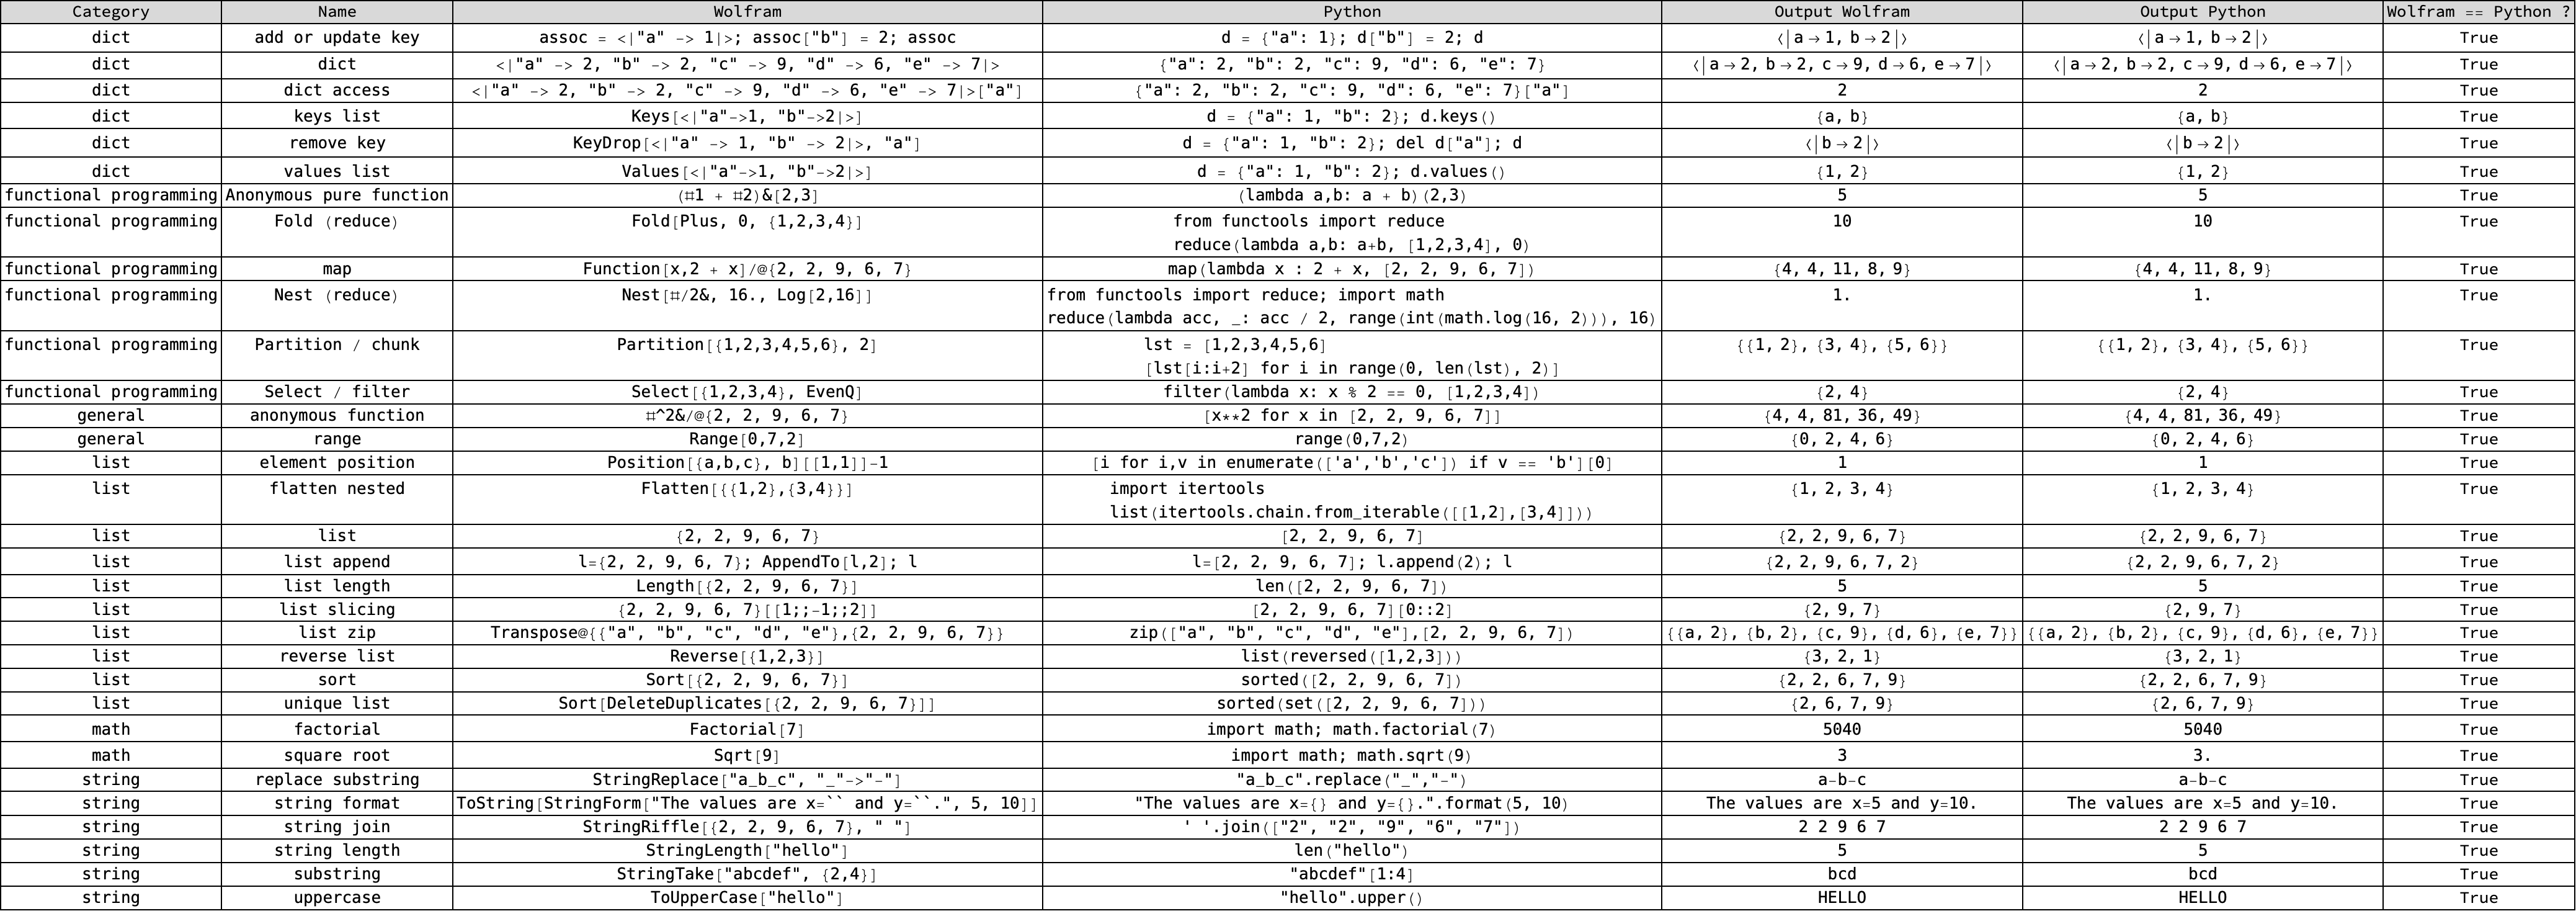 Category Name Wolfram Python Output Wolfram Output Python Wolfram == Python ?
dict add or update key assoc = <|"a" -> 1|>; assoc["b"] = 2; assoc d = {"a": 1}; d["b"] = 2; d ⟨|a→1, b→2|⟩ ⟨|a→1, b→2|⟩ True
dict dict <|"a" -> 2, "b" -> 2, "c" -> 9, "d" -> 6, "e" -> 7|> {"a": 2, "b": 2, "c": 9, "d": 6, "e": 7} ⟨|a→2, b→2, c→9, d→6, e→7|⟩ ⟨|a→2, b→2, c→9, d→6, e→7|⟩ True
dict dict access <|"a" -> 2, "b" -> 2, "c" -> 9, "d" -> 6, "e" -> 7|>["a"] {"a": 2, "b": 2, "c": 9, "d": 6, "e": 7}["a"] 2 2 True
dict keys list Keys[<|"a"->1, "b"->2|>] d = {"a": 1, "b": 2}; d.keys() {a, b} {a, b} True
dict remove key KeyDrop[<|"a" -> 1, "b" -> 2|>, "a"] d = {"a": 1, "b": 2}; del d["a"]; d ⟨|b→2|⟩ ⟨|b→2|⟩ True
dict values list Values[<|"a"->1, "b"->2|>] d = {"a": 1, "b": 2}; d.values() {1, 2} {1, 2} True
functional programming Anonymous pure function (#1 + #2)&[2,3] (lambda a,b: a + b)(2,3) 5 5 True
functional programming Fold (reduce) Fold[Plus, 0, {1,2,3,4}] from functools import reduce 10 10 True
reduce(lambda a,b: a+b, [1,2,3,4], 0)
functional programming map Function[x,2 + x]/@{2, 2, 9, 6, 7} map(lambda x : 2 + x, [2, 2, 9, 6, 7]) {4, 4, 11, 8, 9} {4, 4, 11, 8, 9} True
functional programming Nest (reduce) Nest[#/2&, 16., Log[2,16]] from functools import reduce; import math 1. 1. True
reduce(lambda acc, _: acc / 2, range(int(math.log(16, 2))), 16)
functional programming Partition / chunk Partition[{1,2,3,4,5,6}, 2] lst = [1,2,3,4,5,6] {{1, 2}, {3, 4}, {5, 6}} {{1, 2}, {3, 4}, {5, 6}} True
[lst[i:i+2] for i in range(0, len(lst), 2)]
functional programming Select / filter Select[{1,2,3,4}, EvenQ] filter(lambda x: x % 2 == 0, [1,2,3,4]) {2, 4} {2, 4} True
general anonymous function #^2&/@{2, 2, 9, 6, 7} [x**2 for x in [2, 2, 9, 6, 7]] {4, 4, 81, 36, 49} {4, 4, 81, 36, 49} True
general range Range[0,7,2] range(0,7,2) {0, 2, 4, 6} {0, 2, 4, 6} True
list element position Position[{a,b,c}, b][[1,1]]-1 [i for i,v in enumerate(['a','b','c']) if v == 'b'][0] 1 1 True
list flatten nested Flatten[{{1,2},{3,4}}] import itertools {1, 2, 3, 4} {1, 2, 3, 4} True
list(itertools.chain.from_iterable([[1,2],[3,4]]))
list list {2, 2, 9, 6, 7} [2, 2, 9, 6, 7] {2, 2, 9, 6, 7} {2, 2, 9, 6, 7} True
list list append l={2, 2, 9, 6, 7}; AppendTo[l,2]; l l=[2, 2, 9, 6, 7]; l.append(2); l {2, 2, 9, 6, 7, 2} {2, 2, 9, 6, 7, 2} True
list list length Length[{2, 2, 9, 6, 7}] len([2, 2, 9, 6, 7]) 5 5 True
list list slicing {2, 2, 9, 6, 7}[[1;;-1;;2]] [2, 2, 9, 6, 7][0::2] {2, 9, 7} {2, 9, 7} True
list list zip Transpose@{{"a", "b", "c", "d", "e"},{2, 2, 9, 6, 7}} zip(["a", "b", "c", "d", "e"],[2, 2, 9, 6, 7]) {{a, 2}, {b, 2}, {c, 9}, {d, 6}, {e, 7}} {{a, 2}, {b, 2}, {c, 9}, {d, 6}, {e, 7}} True
list reverse list Reverse[{1,2,3}] list(reversed([1,2,3])) {3, 2, 1} {3, 2, 1} True
list sort Sort[{2, 2, 9, 6, 7}] sorted([2, 2, 9, 6, 7]) {2, 2, 6, 7, 9} {2, 2, 6, 7, 9} True
list unique list Sort[DeleteDuplicates[{2, 2, 9, 6, 7}]] sorted(set([2, 2, 9, 6, 7])) {2, 6, 7, 9} {2, 6, 7, 9} True
math factorial Factorial[7] import math; math.factorial(7) 5040 5040 True
math square root Sqrt[9] import math; math.sqrt(9) 3 3. True
string replace substring StringReplace["a_b_c", "_"->"-"] "a_b_c".replace("_","-") a-b-c a-b-c True
string string format ToString[StringForm["The values are x=`` and y=``.", 5, 10]] "The values are x={} and y={}.".format(5, 10) The values are x=5 and y=10. The values are x=5 and y=10. True
string string join StringRiffle[{2, 2, 9, 6, 7}, " "] ' '.join(["2", "2", "9", "6", "7"]) 2 2 9 6 7 2 2 9 6 7 True
string string length StringLength["hello"] len("hello") 5 5 True
string substring StringTake["abcdef", {2,4}] "abcdef"[1:4] bcd bcd True
string uppercase ToUpperCase["hello"] "hello".upper() HELLO HELLO True